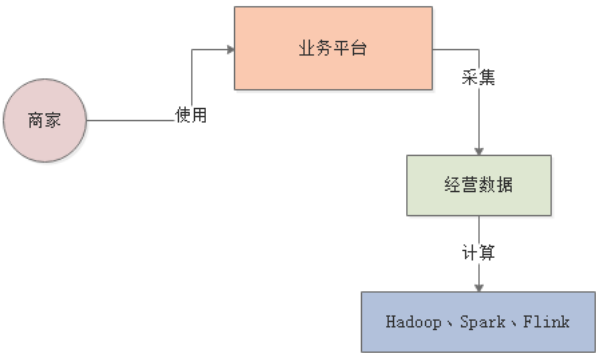 业务平台
商家
使用
采集
经营数据
计算
Hadoop、Spark、Flink